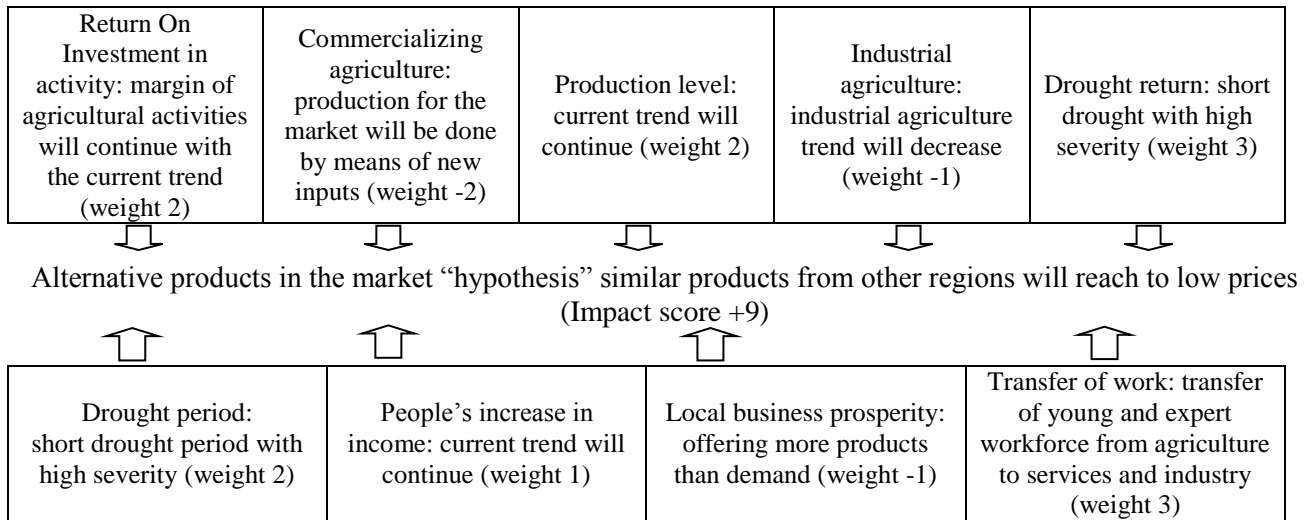 Return On
Investment in
activity: margin of
agricultural activities
will continue with
the current trend
(weight 2)
Commercializing
agriculture:
production for the
market will be done
by means of new
inputs (weight -2)
Production level:
current trend will
continue (weight 2)
Industrial
agriculture:
industrial agriculture
trend will decrease
(weight -1)
Drought return: short
drought with high
severity (weight 3)
Alternative products in the market “hypothesis” similar products from other regions will reach to low prices
(Impact score +9)
Drought period:
short drought period with
high severity (weight 2)
People’s increase in
income: current trend will
continue (weight 1)
Local business prosperity:
offering more products
than demand (weight -1)
Transfer of work: transfer
of young and expert
workforce from agriculture
to services and industry
(weight 3)